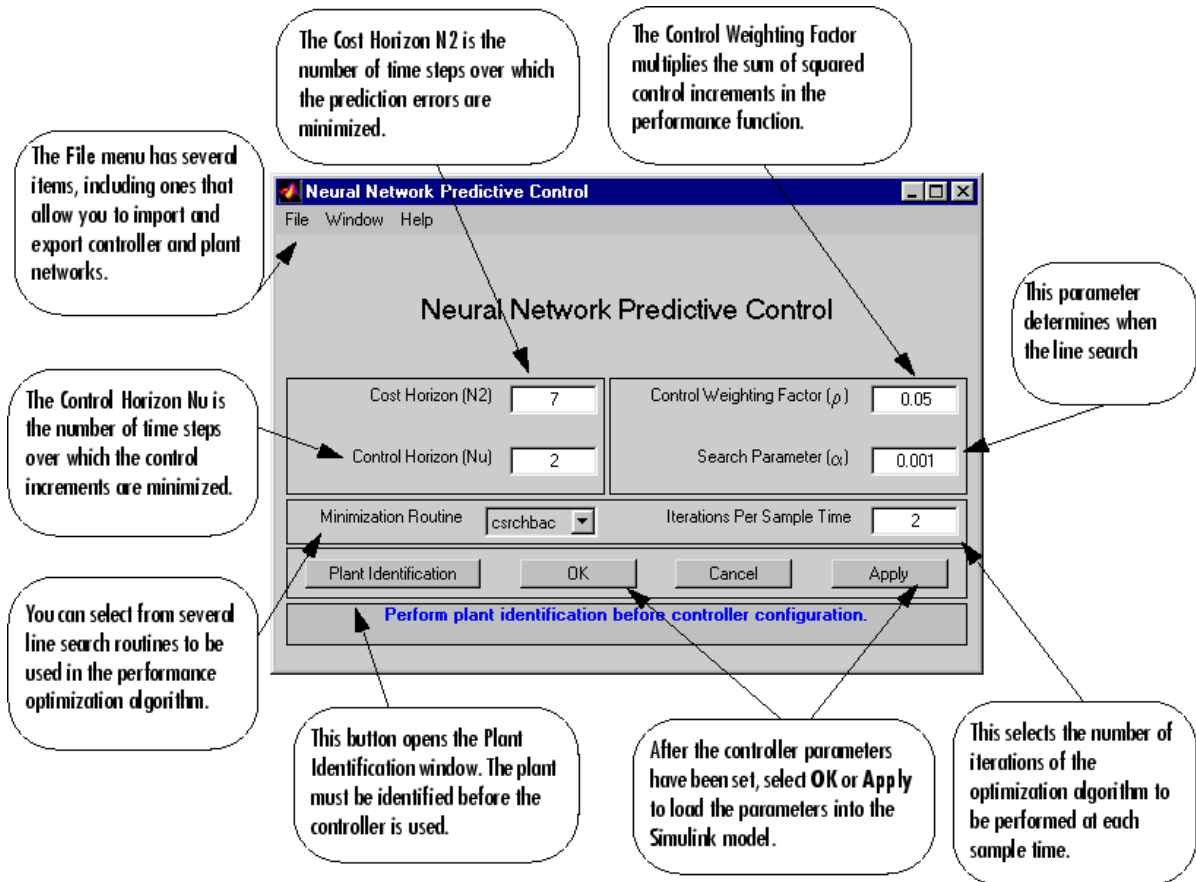 The Cost Horizon N2 is the
number of time steps over which
the prediction errors are
minimized.
The Control Weighting Factor
multiplies the sum of squared
control increments in the
performance function.
The File menu has several
items, including ones that
allow you to import and
export controller and plant
networks.
This parameter
determines when
the line search
The Control Horizon Nu is
the number of time steps
over which the control
increments are minimized.
You can select from several
line search routines to be
used in the performance
optimization algorithm.
Neural Network Predictive Control
File Window Help
Neural Network Predictive Control
Cost Horizon (N2) 7
Control Weighting Factor (ρ) 0.05
Control Horizon (Nu) 2
Search Parameter (α) 0.001
Minimization Routine csrchbac
Iterations Per Sample Time 2
Plant Identification OK Cancel Apply
Perform plant identification before controller configuration.
This button opens the Plant
Identification window. The plant
must be identified before the
controller is used.
After the controller parameters
have been set, select OK or Apply
to load the parameters into the
Simulink model.
This selects the number of
iterations of the
optimization algorithm to
be performed at each
sample time.